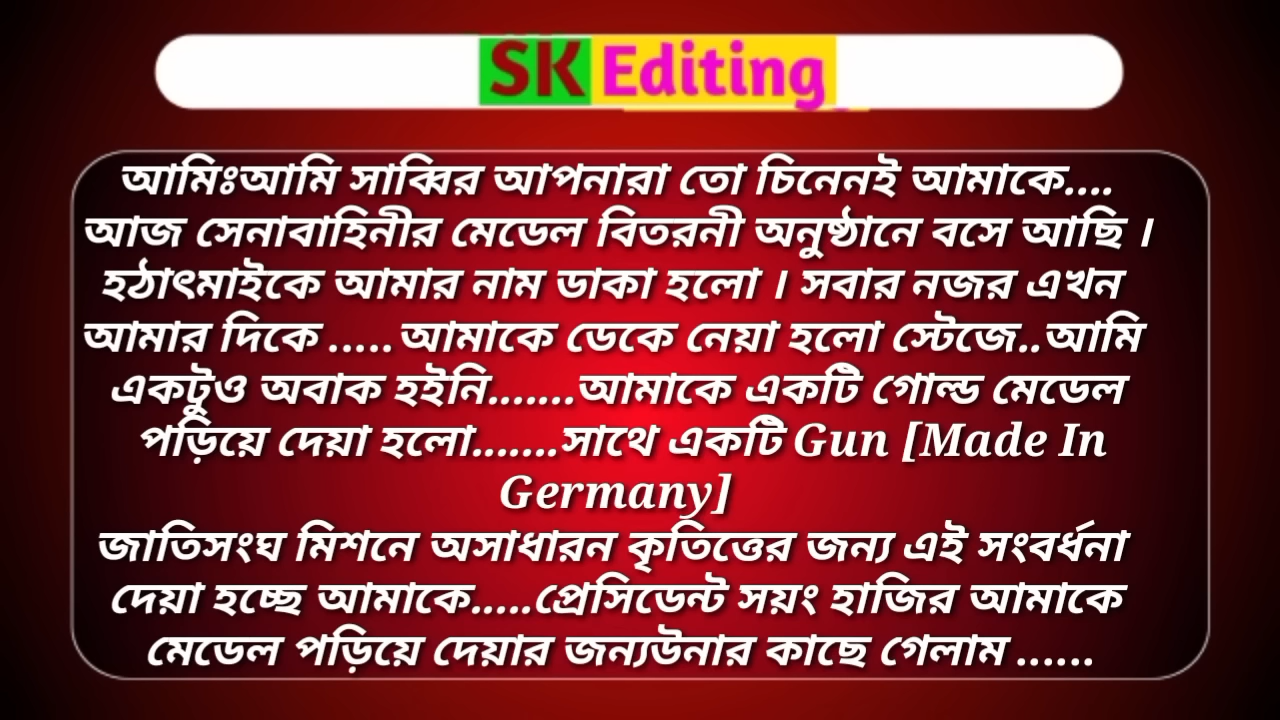 SK Editing
আমিঃআমি সাব্বির আপনারা তো চিনেনই আমাকে....
আজ সেনাবাহিনীর মেডেল বিতরনী অনুষ্ঠানে বসে আছি ।
হঠাৎমাইকে আমার নাম ডাকা হলো । সবার নজর এখন
আমার দিকে .....আমাকে ডেকে নেয়া হলো স্টেজে..আমি
একটুও অবাক হইনি.......আমাকে একটি গোল্ড মেডেল
পড়িয়ে দেয়া হলো.......সাথে একটি Gun [Made In
Germany]
জাতিসংঘ মিশনে অসাধারন কৃতিত্তের জন্য এই সংবর্ধনা
দেয়া হচ্ছে আমাকে.....প্রেসিডেন্ট সয়ং হাজির আমাকে
মেডেল পড়িয়ে দেয়ার জন্যউনার কাছে গেলাম ......